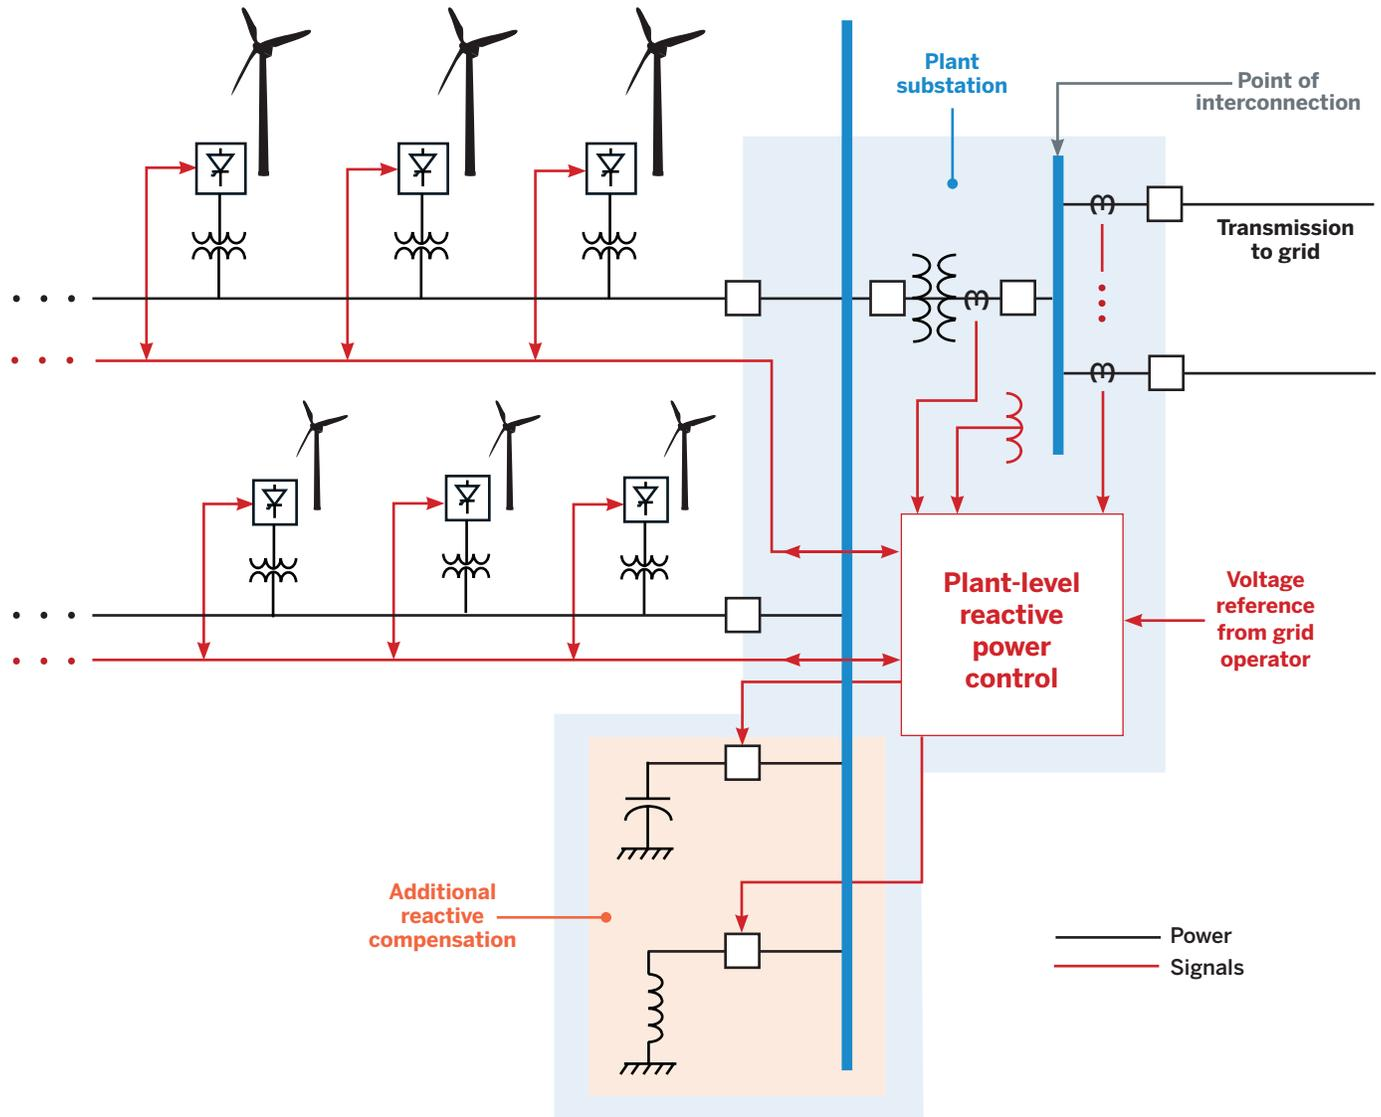 Plant
substation
Point of
interconnection
Transmission
to grid
Plant-level
reactive
power
control
Voltage
reference
from grid
operator
Additional
reactive
compensation
Power
Signals